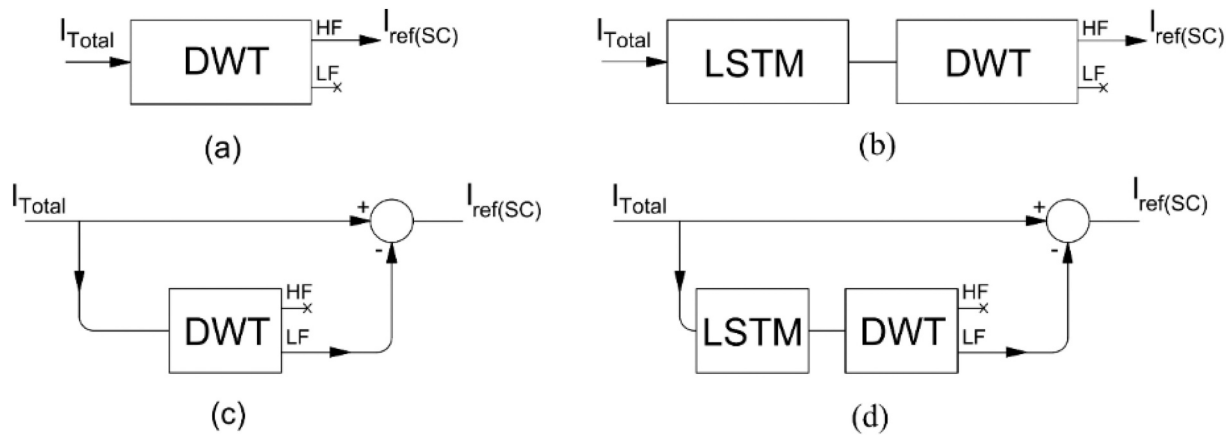 I_Total DWT HF LF I_ref(SC)
(a)
I_Total LSTM DWT HF LF I_ref(SC)
(b)
I_Total + - I_ref(SC)
DWT HF LF
(c)
I_Total + - I_ref(SC)
LSTM DWT HF LF
(d)